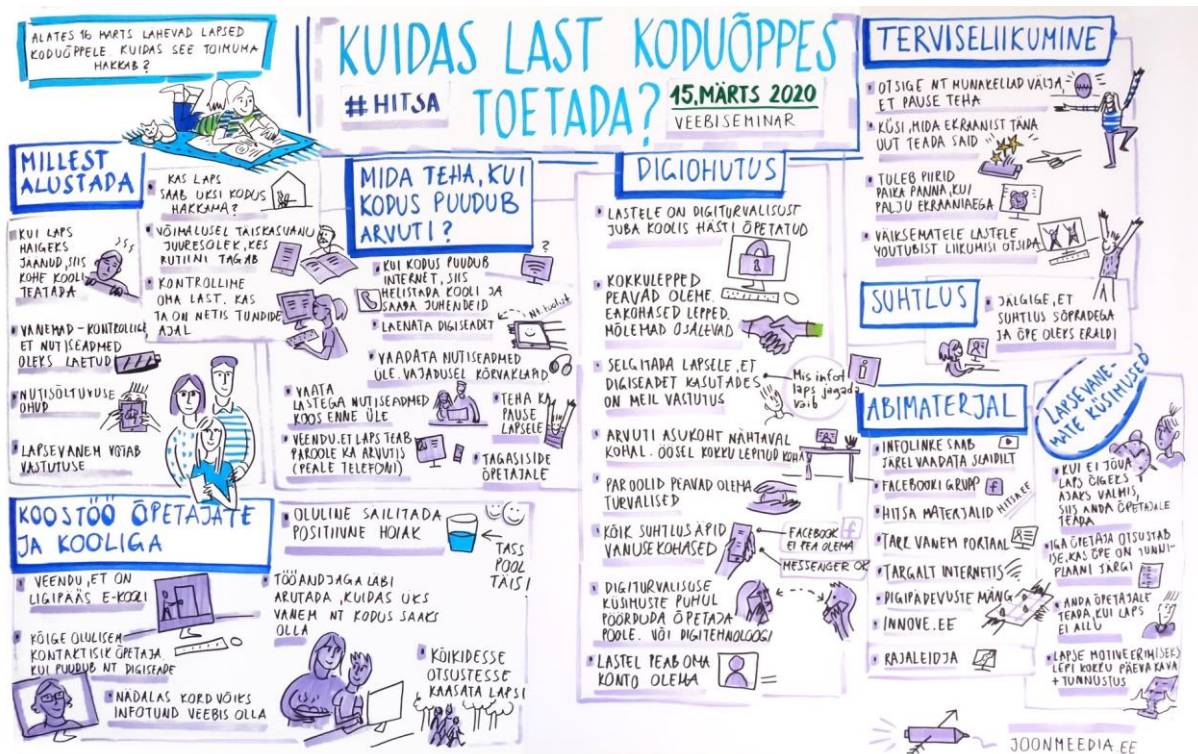 ALATES 16 MÄRTS LÄHEVAD LAPSED
KODUÕPPELE. KUIDAS SEE TOIMUMA
HAKKAB?
KUIDAS LAST KODUÕPPES
TOETADA?
#HITSA
15.MÄRTS 2020
VEEBISEMINAR
MILLEST
ALUSTADA
KUI LAPS
HAIGEKS
JÄÄNUD, SIIS
KOHE KOOLI
TEATADA
VANEMAD - KONTROLLIGE
ET NUTISEADMED
OLEKS LAETUD
NUTISÕLTUVUSE
OHUD
LAPSEVANEM VÕTAB
VASTUTUSE
KAS LAPS
SAAB ÜKSI KODUS
HAKKAMA?
VÕIMALUSEL TÄISKASVANU
JUURESOLEK, KES
RUTIINI TAGAB
KONTROLLIME
OMA LAST. KAS
TA ON NETIS TUNDIDE
AJAL
MIDA TEHA, KUI
KODUS PUUDUB
ARVUTI?
?
KUI KODUS PUUDUB
INTERNET, SIIS
HELISTADA KOOLI JA
SAADA JUHENDEID
LAENATA DIGISEADET
VAADATA NUTISEADMED
ÜLE. VAJADUSEL KÕRVAKLAPID
VAATA
LASTEGA NUTISEADMED
KOOS ENNE ÜLE
TEHA KA
PAUSE
LAPSELE
VEENDU, ET LAPS TEAB
PAROOLE KA ARVUTIS
(PEALE TELEFONI)
TAGASISIDE
ÕPETAJALE
KOOSTÖÖ ÕPETAJATE
JA KOOLIGA
VEENDU, ET ON
LIGIPÄÄS E-KOOLI
KÕIGE OLULISEM
KONTAKTISIK ÕPETAJA.
KUI PUUDUB NT DIGISEADE
NÄDALAS KORD VÕIKS
INFOTUND VEEBIS OLLA
OLULINE SÄILITADA
POSITIIVNE HOIAK
TASS
POOL
TÄIS!
TÖÖANDJAGA LÄBI
ARUTADA, KUIDAS ÜKS
VANEM NT KODUS SAAKS
OLLA
KÕIKIDESSE
OTSUSTESSE
KAASATA LAPSI
DIGIOHUTUS
LASTELE ON DIGITURVALISUST
JUBA KOOLIS HÄSTI ÕPETATUD
KOKKULEPPED
PEAVAD OLEMA.
EAKOHASED LEPPED.
MÕLEMAD OSALEVAD
SELGITADA LAPSELE, ET
DIGISEADET KASUTADES
ON MEIL VASTUTUS
Mis infot
laps jagada
võib
ARVUTI ASUKOHT NÄHTAVAL
KOHAL. ÖÖSEL KOKKU LEPITUD KOHA
PAROOLID PEAVAD OLEMA
TURVALISED
KÕIK SUHTLUSÄPID
VANUSEKOHASED
FACEBOOK
EI PEA OLEMA
MESSENGER OK
DIGITURVALISUSE
KÜSIMUSTE PUHUL
PÖÖRDUDA ÕPETAJA
POOLE. VÕI DIGITEHNOLOOGI
LASTEL PEAB OMA
KONTO OLEMA
TERVISELIIKUMINE
OTSIGE NT MUNAKELLAD VÄLJA,
ET PAUSE TEHA
KÜSI, MIDA EKRAANIST TÄNA
UUT TEADA SAID
TULEB PIIRID
PAIKA PANNA, KUI
PALJU EKRAANIAEGA
VÄIKSEMATELE LASTELE
YOUTUBIST LIIKUMISI OTSIDA
SUHTLUS
JÄLGIGE, ET
SUHTLUS SÕPRADEGA
JA ÕPE OLEKS ERALDI
ABIMATERJAL
INFOLINKE SAAB
JÄREL VAADATA SLAIDILT
FACEBOOKI GRUPP
HITSA MATERJALID
HITSA.EE
TARK VANEM PORTAAL
TARGALT INTERNETIS
DIGIPÄDEVUSTE MÄNG
INNOVE.EE
RAJALEIDJA
LAPSEVANE-
MATE KÜSIMUSED
KUI EI JÕUA
LAPS ÕIGEKS
AJAKS VALMIS,
SIIS ANDA ÕPETAJALE
TEADA
IGA ÕPETAJA OTSUSTAB
ISE, KAS ÕPE ON TUNNI-
PLAANI JÄRGI
ANDA ÕPETAJALE
TEADA, KUI LAPS
EI ALLU
LAPSE MOTIVEERIMISEKS
LEPI KOKKU PÄEVAKAVA
+ TUNNUSTUS
JOONMEEDIA.EE